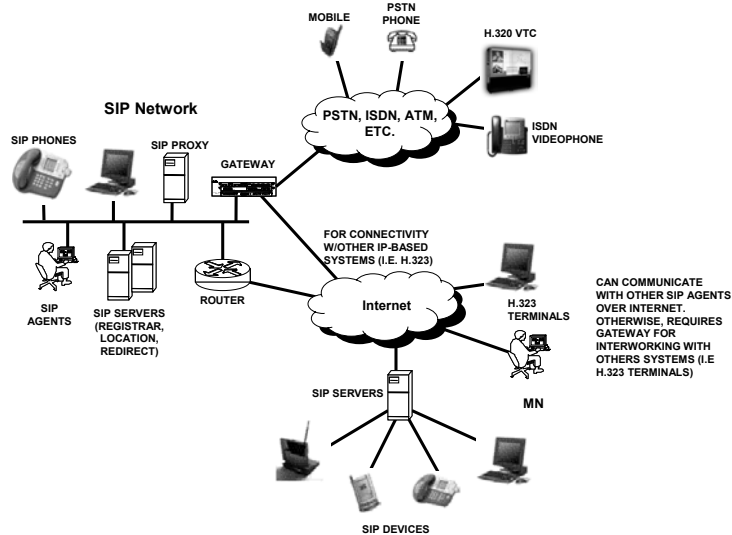 MOBILE
PSTN
PHONE
H.320 VTC
SIP Network
PSTN, ISDN, ATM,
ETC.
ISDN
VIDEOPHONE
SIP PHONES
SIP PROXY
GATEWAY
FOR CONNECTIVITY
W/OTHER IP-BASED
SYSTEMS (I.E. H.323)
SIP
AGENTS
SIP SERVERS
(REGISTRAR,
LOCATION,
REDIRECT)
ROUTER
Internet
H.323
TERMINALS
CAN COMMUNICATE
WITH OTHER SIP AGENTS
OVER INTERNET.
OTHERWISE, REQUIRES
GATEWAY FOR
INTERWORKING WITH
OTHERS SYSTEMS (I.E
H.323 TERMINALS)
MN
SIP SERVERS
SIP DEVICES